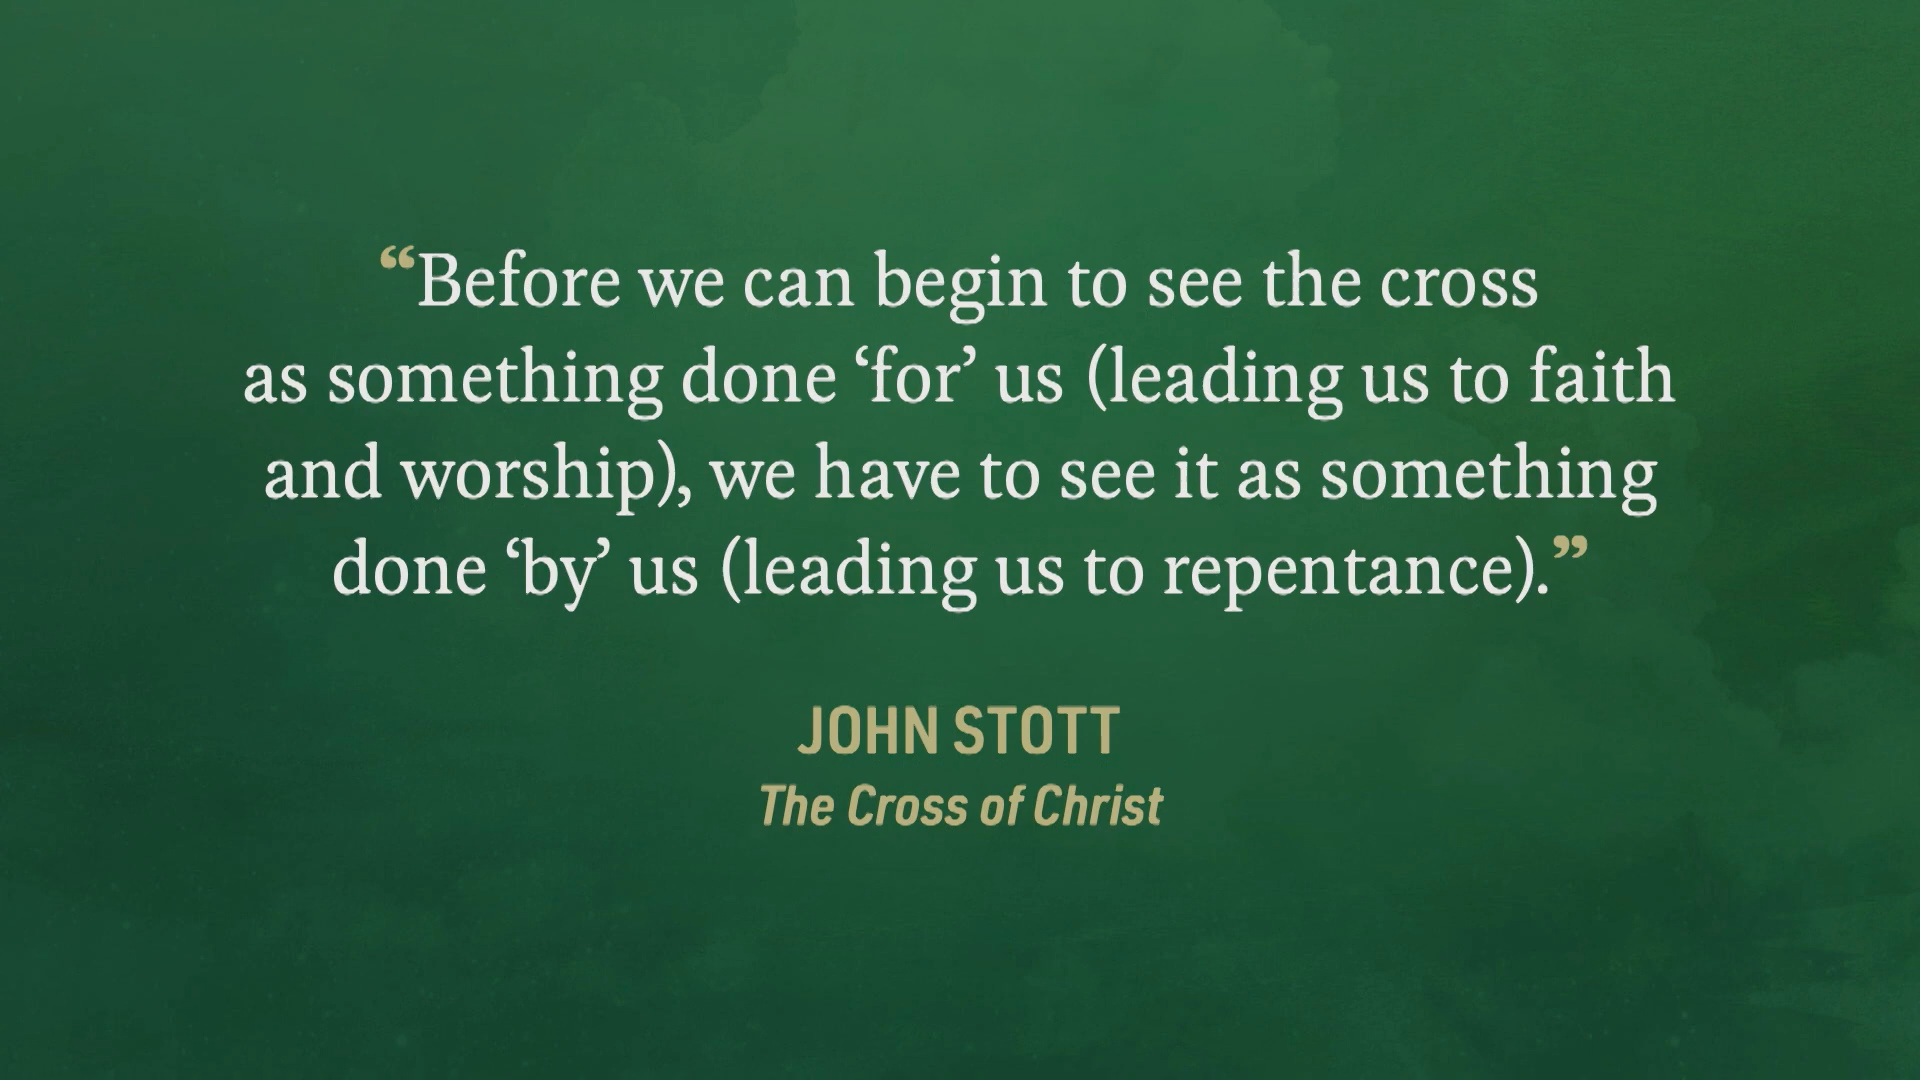 “Before we can begin to see the cross
as something done ‘for’ us (leading us to faith
and worship), we have to see it as something
done ‘by’ us (leading us to repentance).”
JOHN STOTT
The Cross of Christ